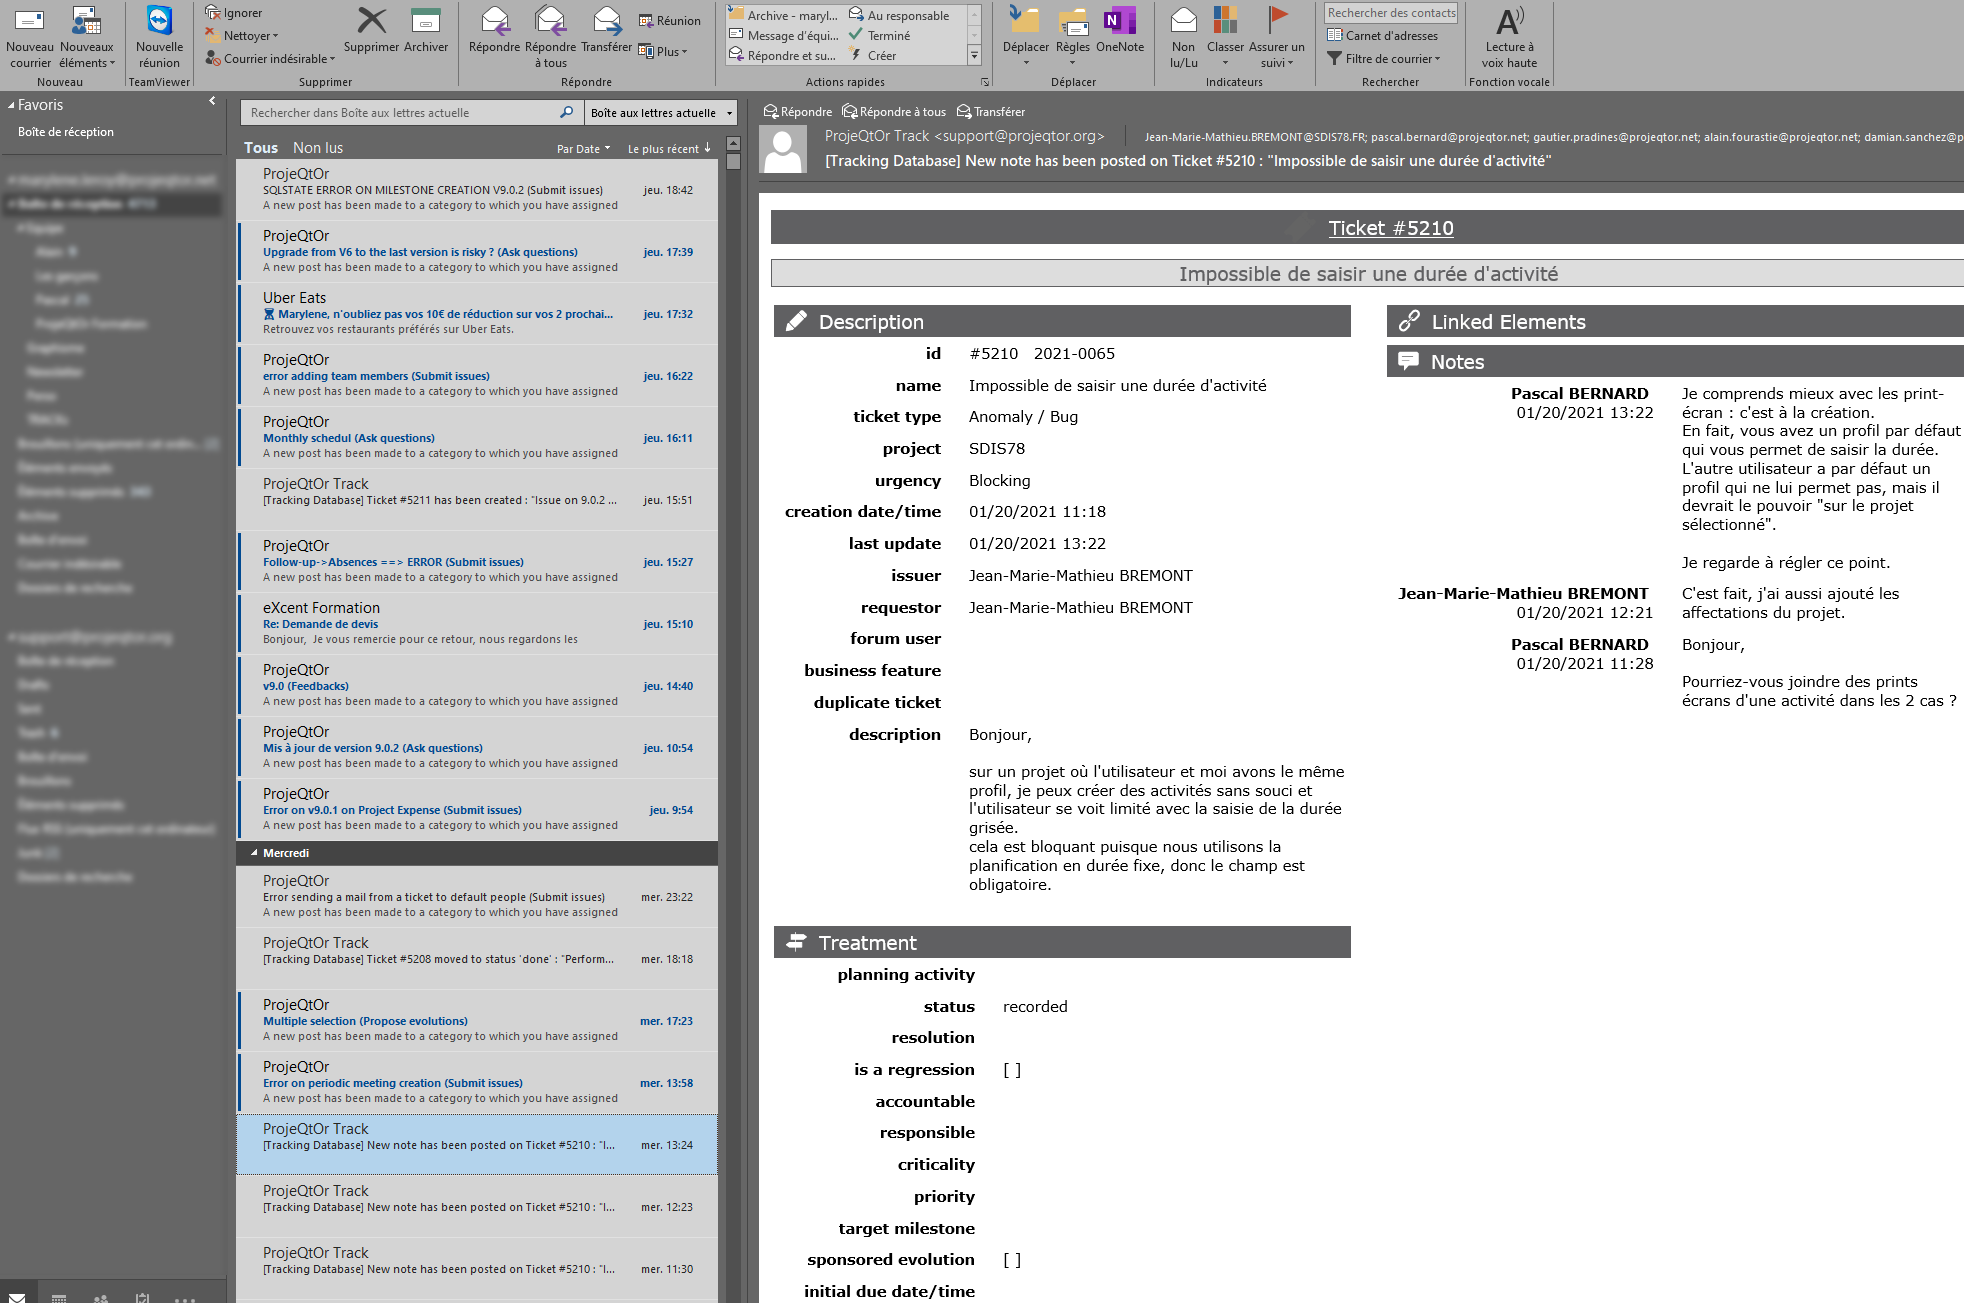 Nouveau courrier
Nouveaux éléments
Nouveau
Nouvelle réunion
TeamViewer
Ignorer
Nettoyer
Courrier indésirable
Supprimer
Archiver
Supprimer
Répondre
Répondre à tous
Transférer
Réunion
Plus
Répondre
Archive - maryl...
Message d'équi...
Répondre et su...
Au responsable
Terminé
Créer
Actions rapides
Déplacer
Règles
OneNote
Déplacer
Non lu/Lu
Classer
Assurer un suivi
Indicateurs
Rechercher des contacts
Carnet d'adresses
Filtre de courrier
Rechercher
Lecture à voix haute
Fonction vocale
Favoris
Boîte de réception
Rechercher dans Boîte aux lettres actuelle
Boîte aux lettres actuelle
Tous Non lus
Par Date Le plus récent ↓
ProjeQtOr
SQLSTATE ERROR ON MILESTONE CREATION V9.0.2 (Submit issues) jeu. 18:42
A new post has been made to a category to which you have assigned
ProjeQtOr
Upgrade from V6 to the last version is risky ? (Ask questions) jeu. 17:39
A new post has been made to a category to which you have assigned
Uber Eats
Marylene, n'oubliez pas vos 10€ de réduction sur vos 2 prochai... jeu. 17:32
Retrouvez vos restaurants préférés sur Uber Eats.
ProjeQtOr
error adding team members (Submit issues) jeu. 16:22
A new post has been made to a category to which you have assigned
ProjeQtOr
Monthly schedul (Ask questions) jeu. 16:11
A new post has been made to a category to which you have assigned
ProjeQtOr Track
[Tracking Database] Ticket #5211 has been created : "Issue on 9.0.2 ... jeu. 15:51
ProjeQtOr
Follow-up->Absences ==> ERROR (Submit issues) jeu. 15:27
A new post has been made to a category to which you have assigned
eXcent Formation
Re: Demande de devis jeu. 15:10
Bonjour, Je vous remercie pour ce retour, nous regardons les
ProjeQtOr
v9.0 (Feedbacks) jeu. 14:40
A new post has been made to a category to which you have assigned
ProjeQtOr
Mis à jour de version 9.0.2 (Ask questions) jeu. 10:54
A new post has been made to a category to which you have assigned
ProjeQtOr
Error on v9.0.1 on Project Expense (Submit issues) jeu. 9:54
A new post has been made to a category to which you have assigned
Mercredi
ProjeQtOr
Error sending a mail from a ticket to default people (Submit issues) mer. 23:22
A new post has been made to a category to which you have assigned
ProjeQtOr Track
[Tracking Database] Ticket #5208 moved to status 'done' : "Perform... mer. 18:18
ProjeQtOr
Multiple selection (Propose evolutions) mer. 17:23
A new post has been made to a category to which you have assigned
ProjeQtOr
Error on periodic meeting creation (Submit issues) mer. 13:58
A new post has been made to a category to which you have assigned
ProjeQtOr Track
[Tracking Database] New note has been posted on Ticket #5210 : "I... mer. 13:24
ProjeQtOr Track
[Tracking Database] New note has been posted on Ticket #5210 : "I... mer. 12:23
ProjeQtOr Track
[Tracking Database] New note has been posted on Ticket #5210 : "I... mer. 11:30
Répondre Répondre à tous Transférer
ProjeQtOr Track <support@projeqtor.org> Jean-Marie-Mathieu.BREMONT@SDIS78.FR; pascal.bernard@projeqtor.net; gautier.pradines@projeqtor.net; alain.fourastie@projeqtor.net; damian.sanchez@p
[Tracking Database] New note has been posted on Ticket #5210 : "Impossible de saisir une durée d'activité"
Ticket #5210
Impossible de saisir une durée d'activité
Description
id #5210 2021-0065
name Impossible de saisir une durée d'activité
ticket type Anomaly / Bug
project SDIS78
urgency Blocking
creation date/time 01/20/2021 11:18
last update 01/20/2021 13:22
issuer Jean-Marie-Mathieu BREMONT
requestor Jean-Marie-Mathieu BREMONT
forum user
business feature
duplicate ticket
description Bonjour,
sur un projet où l'utilisateur et moi avons le même
profil, je peux créer des activités sans souci et
l'utilisateur se voit limité avec la saisie de la durée
grisée.
cela est bloquant puisque nous utilisons la
planification en durée fixe, donc le champ est
obligatoire.
Treatment
planning activity
status recorded
resolution
is a regression [ ]
accountable
responsible
criticality
priority
target milestone
sponsored evolution [ ]
initial due date/time
Linked Elements
Notes
Pascal BERNARD
01/20/2021 13:22
Je comprends mieux avec les print-
écran : c'est à la création.
En fait, vous avez un profil par défaut
qui vous permet de saisir la durée.
L'autre utilisateur a par défaut un
profil qui ne lui permet pas, mais il
devrait le pouvoir "sur le projet
sélectionné".
Je regarde à régler ce point.
Jean-Marie-Mathieu BREMONT
01/20/2021 12:21
C'est fait, j'ai aussi ajouté les
affectations du projet.
Pascal BERNARD
01/20/2021 11:28
Bonjour,
Pourriez-vous joindre des prints
écrans d'une activité dans les 2 cas ?